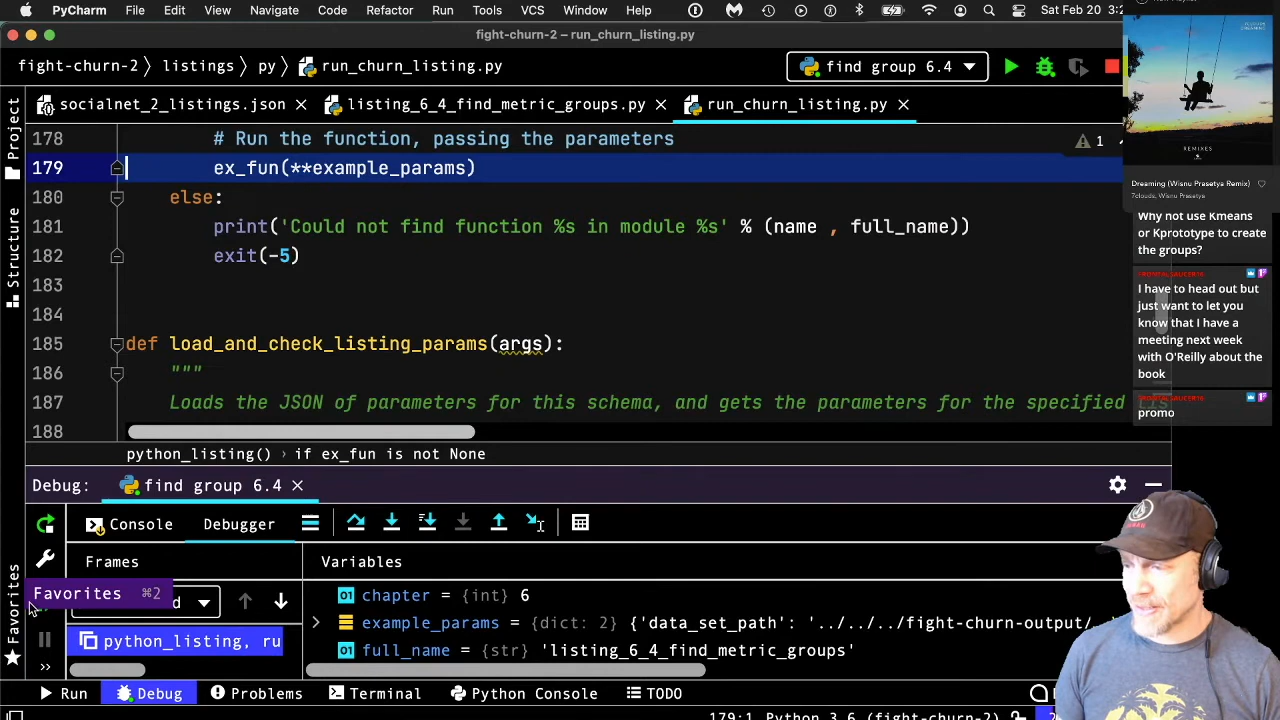 PyCharm File Edit View Navigate Code Refactor Run Tools VCS Window Help Sat Feb 20
fight-churn-2 – run_churn_listing.py
fight-churn-2 listings py run_churn_listing.py find group 6.4
socialnet_2_listings.json listing_6_4_find_metric_groups.py run_churn_listing.py
178 # Run the function, passing the parameters
1
179 ex_fun(**example_params)
180 else:
181 print('Could not find function %s in module %s' % (name , full_name))
182 exit(-5)
183
184
185 def load_and_check_listing_params(args):
186 """
187 Loads the JSON of parameters for this schema, and gets the parameters for the specified
188
python_listing() › if ex_fun is not None
REMIXES
Dreaming (Wisnu Prasetya Remix)
7clouds, Wisnu Prasetya
Why not use Kmeans
or Kprototype to create
the groups?
I have to head out but
just want to let you
know that I have a
meeting next week
with O'Reilly about the
book
promo
Project
Structure
Favorites
Debug: find group 6.4
Console Debugger
Frames Variables
Favorites ⌘2
chapter = {int} 6
example_params = {dict: 2} {'data_set_path': '../../../fight-churn-output/
python_listing, ru
full_name = {str} 'listing_6_4_find_metric_groups'
Run Debug Problems Terminal Python Console TODO
179:1 Python 3.6 (fight-churn-2)